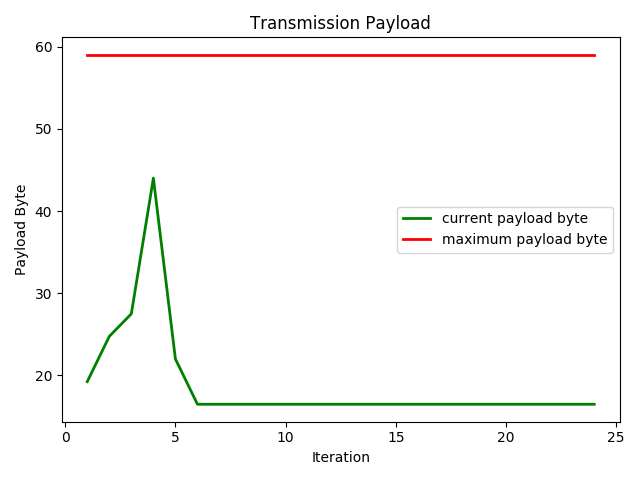 Transmission Payload
60
50
40
30
20
Payload Byte
current payload byte
maximum payload byte
0
5
10
15
20
25
Iteration